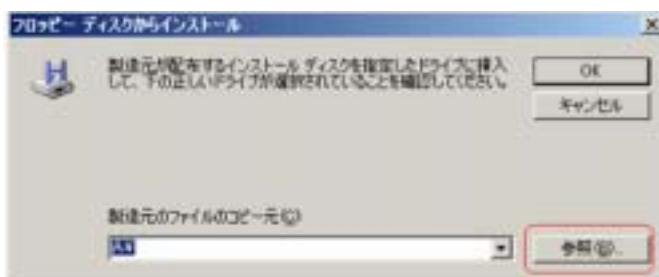 フロッピー ディスクからインストール
製造元が配布するインストール ディスクを指定したドライブに挿入
して、下の正しいドライブが選択されていることを確認してください。
OK
キャンセル
製造元のファイルのコピー元(C)
A:¥
参照(B)...